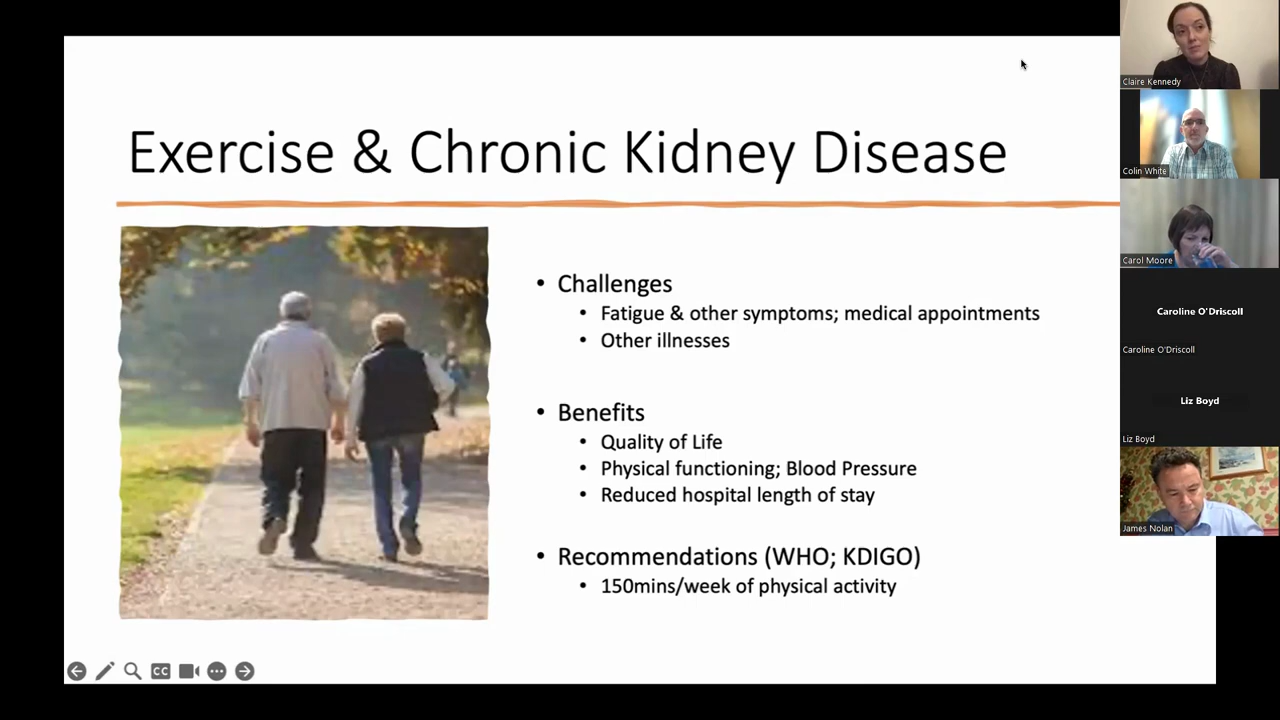 Exercise & Chronic Kidney Disease
• Challenges
• Fatigue & other symptoms; medical appointments
• Other illnesses
• Benefits
• Quality of Life
• Physical functioning; Blood Pressure
• Reduced hospital length of stay
• Recommendations (WHO; KDIGO)
• 150mins/week of physical activity
CC
Claire Kennedy
Colin White
Carol Moore
Caroline O'Driscoll
Caroline O'Driscoll
Liz Boyd
Liz Boyd
James Nolan